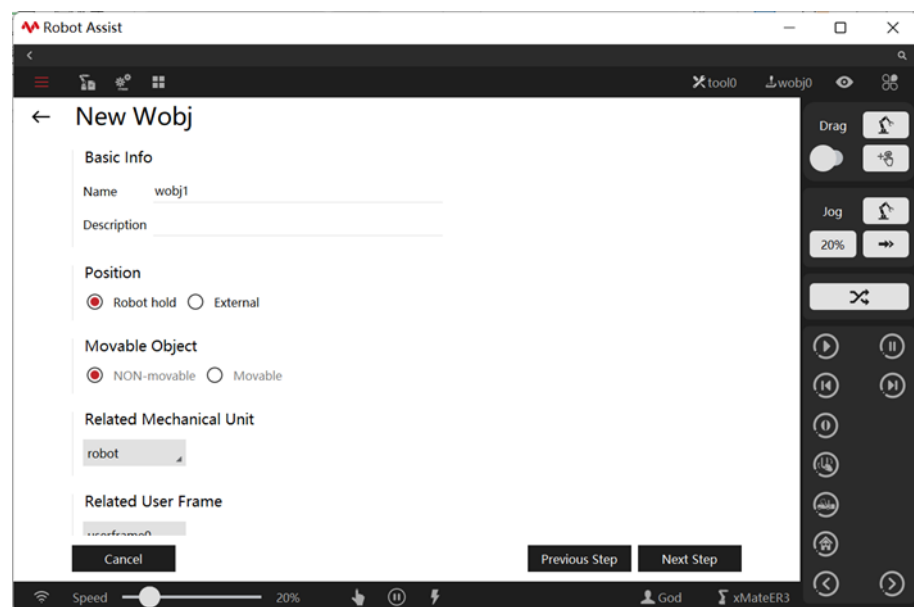 Robot Assist
tool0 wobj0
New Wobj
Drag
Basic Info
Name wobj1
Description
Jog
20%
Position
Robot hold External
Movable Object
NON-movable Movable
Related Mechanical Unit
robot
Related User Frame
userframe0
Cancel Previous Step Next Step
Speed 20% God xMateER3